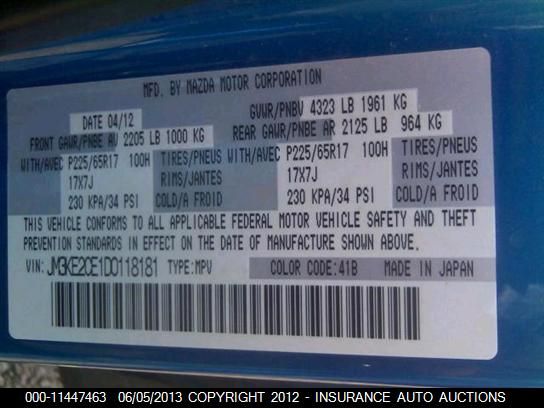 MFD. BY MAZDA MOTOR CORPORATION
DATE 04/12 GVWR/PNBV 4323 LB 1961 KG
FRONT GAWR/PNBE AV 2205 LB 1000 KG REAR GAWR/PNBE AR 2125 LB 964 KG
WITH/AVEC P225/65R17 100H TIRES/PNEUS WITH/AVEC P225/65R17 100H TIRES/PNEUS
17X7J RIMS/JANTES 17X7J RIMS/JANTES
230 KPA/34 PSI COLD/A FROID 230 KPA/34 PSI COLD/A FROID
THIS VEHICLE CONFORMS TO ALL APPLICABLE FEDERAL MOTOR VEHICLE SAFETY AND THEFT
PREVENTION STANDARDS IN EFFECT ON THE DATE OF MANUFACTURE SHOWN ABOVE.
VIN: JM3KE2CE1D0118181 TYPE:MPV COLOR CODE:41B MADE IN JAPAN
000-11447463 06/05/2013 COPYRIGHT 2012 - INSURANCE AUTO AUCTIONS